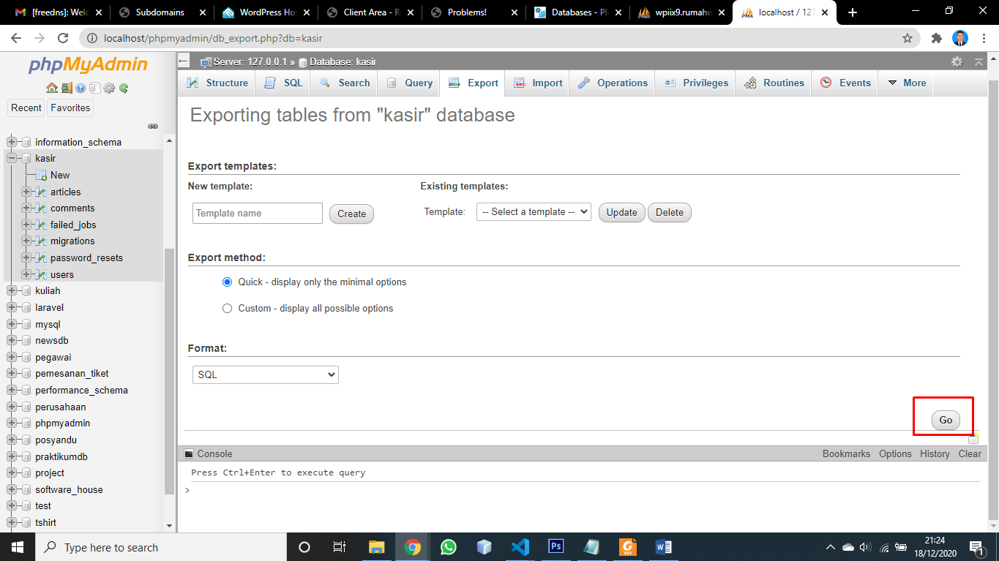 [freedns]: Welc
Subdomains
WordPress Hos
Client Area - R
Problems!
Databases - Pl
wpiix9.rumahw
localhost / 127
localhost/phpmyadmin/db_export.php?db=kasir
phpMyAdmin
Recent
Favorites
information_schema
kasir
New
articles
comments
failed_jobs
migrations
password_resets
users
kuliah
laravel
mysql
newsdb
pegawai
pemesanan_tiket
performance_schema
perusahaan
phpmyadmin
posyandu
praktikumdb
project
software_house
test
tshirt
Server: 127.0.0.1 » Database: kasir
Structure
SQL
Search
Query
Export
Import
Operations
Privileges
Routines
Events
More
Exporting tables from "kasir" database
Export templates:
New template:
Template name
Create
Existing templates:
Template:
-- Select a template --
Update
Delete
Export method:
Quick - display only the minimal options
Custom - display all possible options
Format:
SQL
Go
Console
Bookmarks
Options
History
Clear
Press Ctrl+Enter to execute query
>
Type here to search
Ps
PDF
21:24
18/12/2020
1